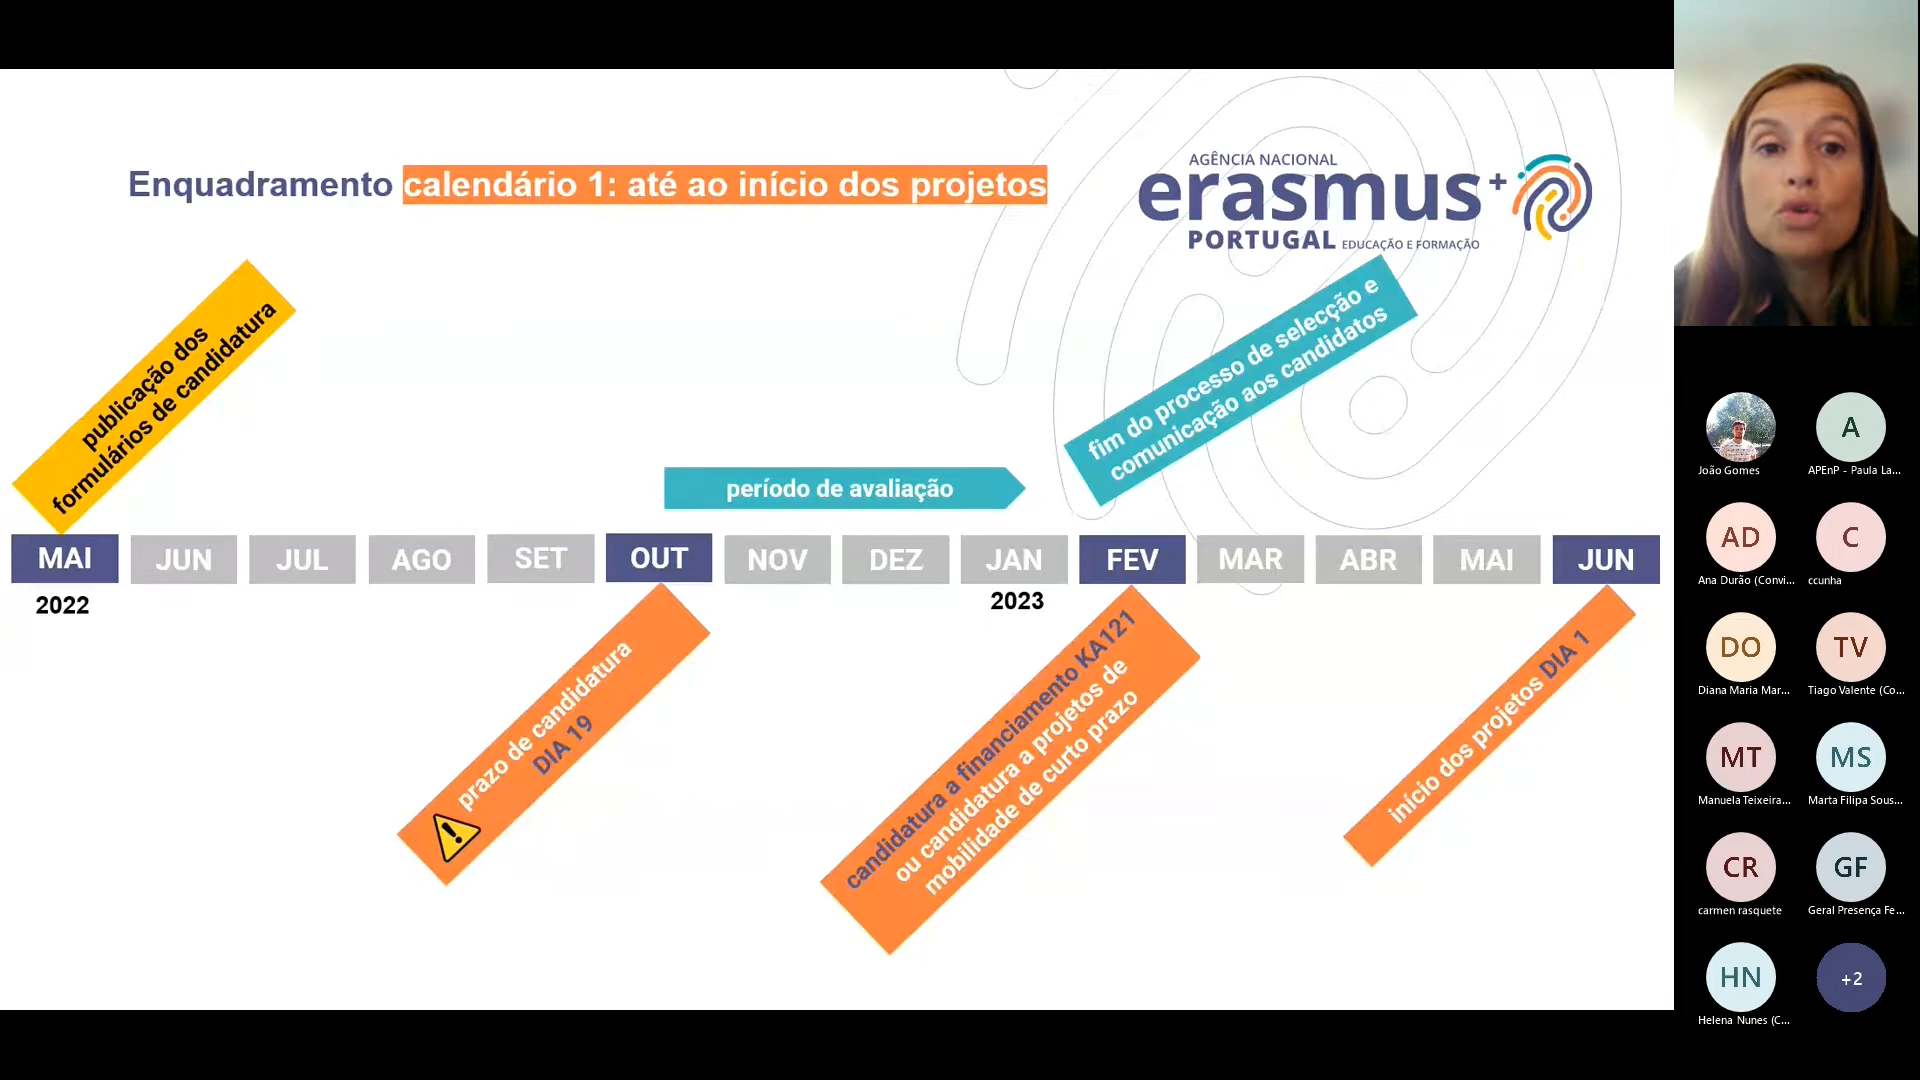 Enquadramento calendário 1: até ao início dos projetos
AGÊNCIA NACIONAL
erasmus+
PORTUGAL EDUCAÇÃO E FORMAÇÃO
publicação dos
formulários de candidatura
fim do processo de selecção e
comunicação aos candidatos
período de avaliação
MAI
JUN
JUL
AGO
SET
OUT
NOV
DEZ
JAN
FEV
MAR
ABR
MAI
JUN
2022
2023
prazo de candidatura
DIA 19
candidatura a financiamento KA121
ou candidatura a projetos de
mobilidade de curto prazo
início dos projetos DIA 1
João Gomes
A
APEnP - Paula La...
AD
Ana Durão (Convi...
C
ccunha
DO
Diana Maria Mar...
TV
Tiago Valente (Co...
MT
Manuela Teixeira...
MS
Marta Filipa Sous...
CR
carmen rasquete
GF
Geral Presença Fe...
HN
Helena Nunes (C...
+2